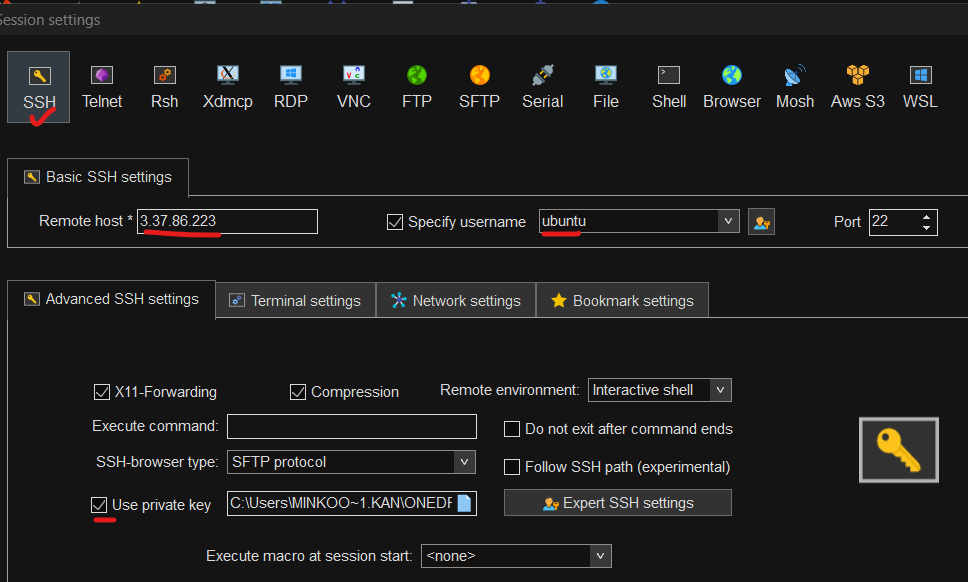 Session settings
SSH Telnet Rsh Xdmcp RDP VNC FTP SFTP Serial File Shell Browser Mosh Aws S3 WSL
Basic SSH settings
Remote host * 3.37.86.223 Specify username ubuntu Port 22
Advanced SSH settings Terminal settings Network settings Bookmark settings
X11-Forwarding Compression Remote environment: Interactive shell
Execute command: Do not exit after command ends
SSH-browser type: SFTP protocol Follow SSH path (experimental)
Use private key C:\Users\MINKOO~1.KAN\ONEDF Expert SSH settings
Execute macro at session start: <none>